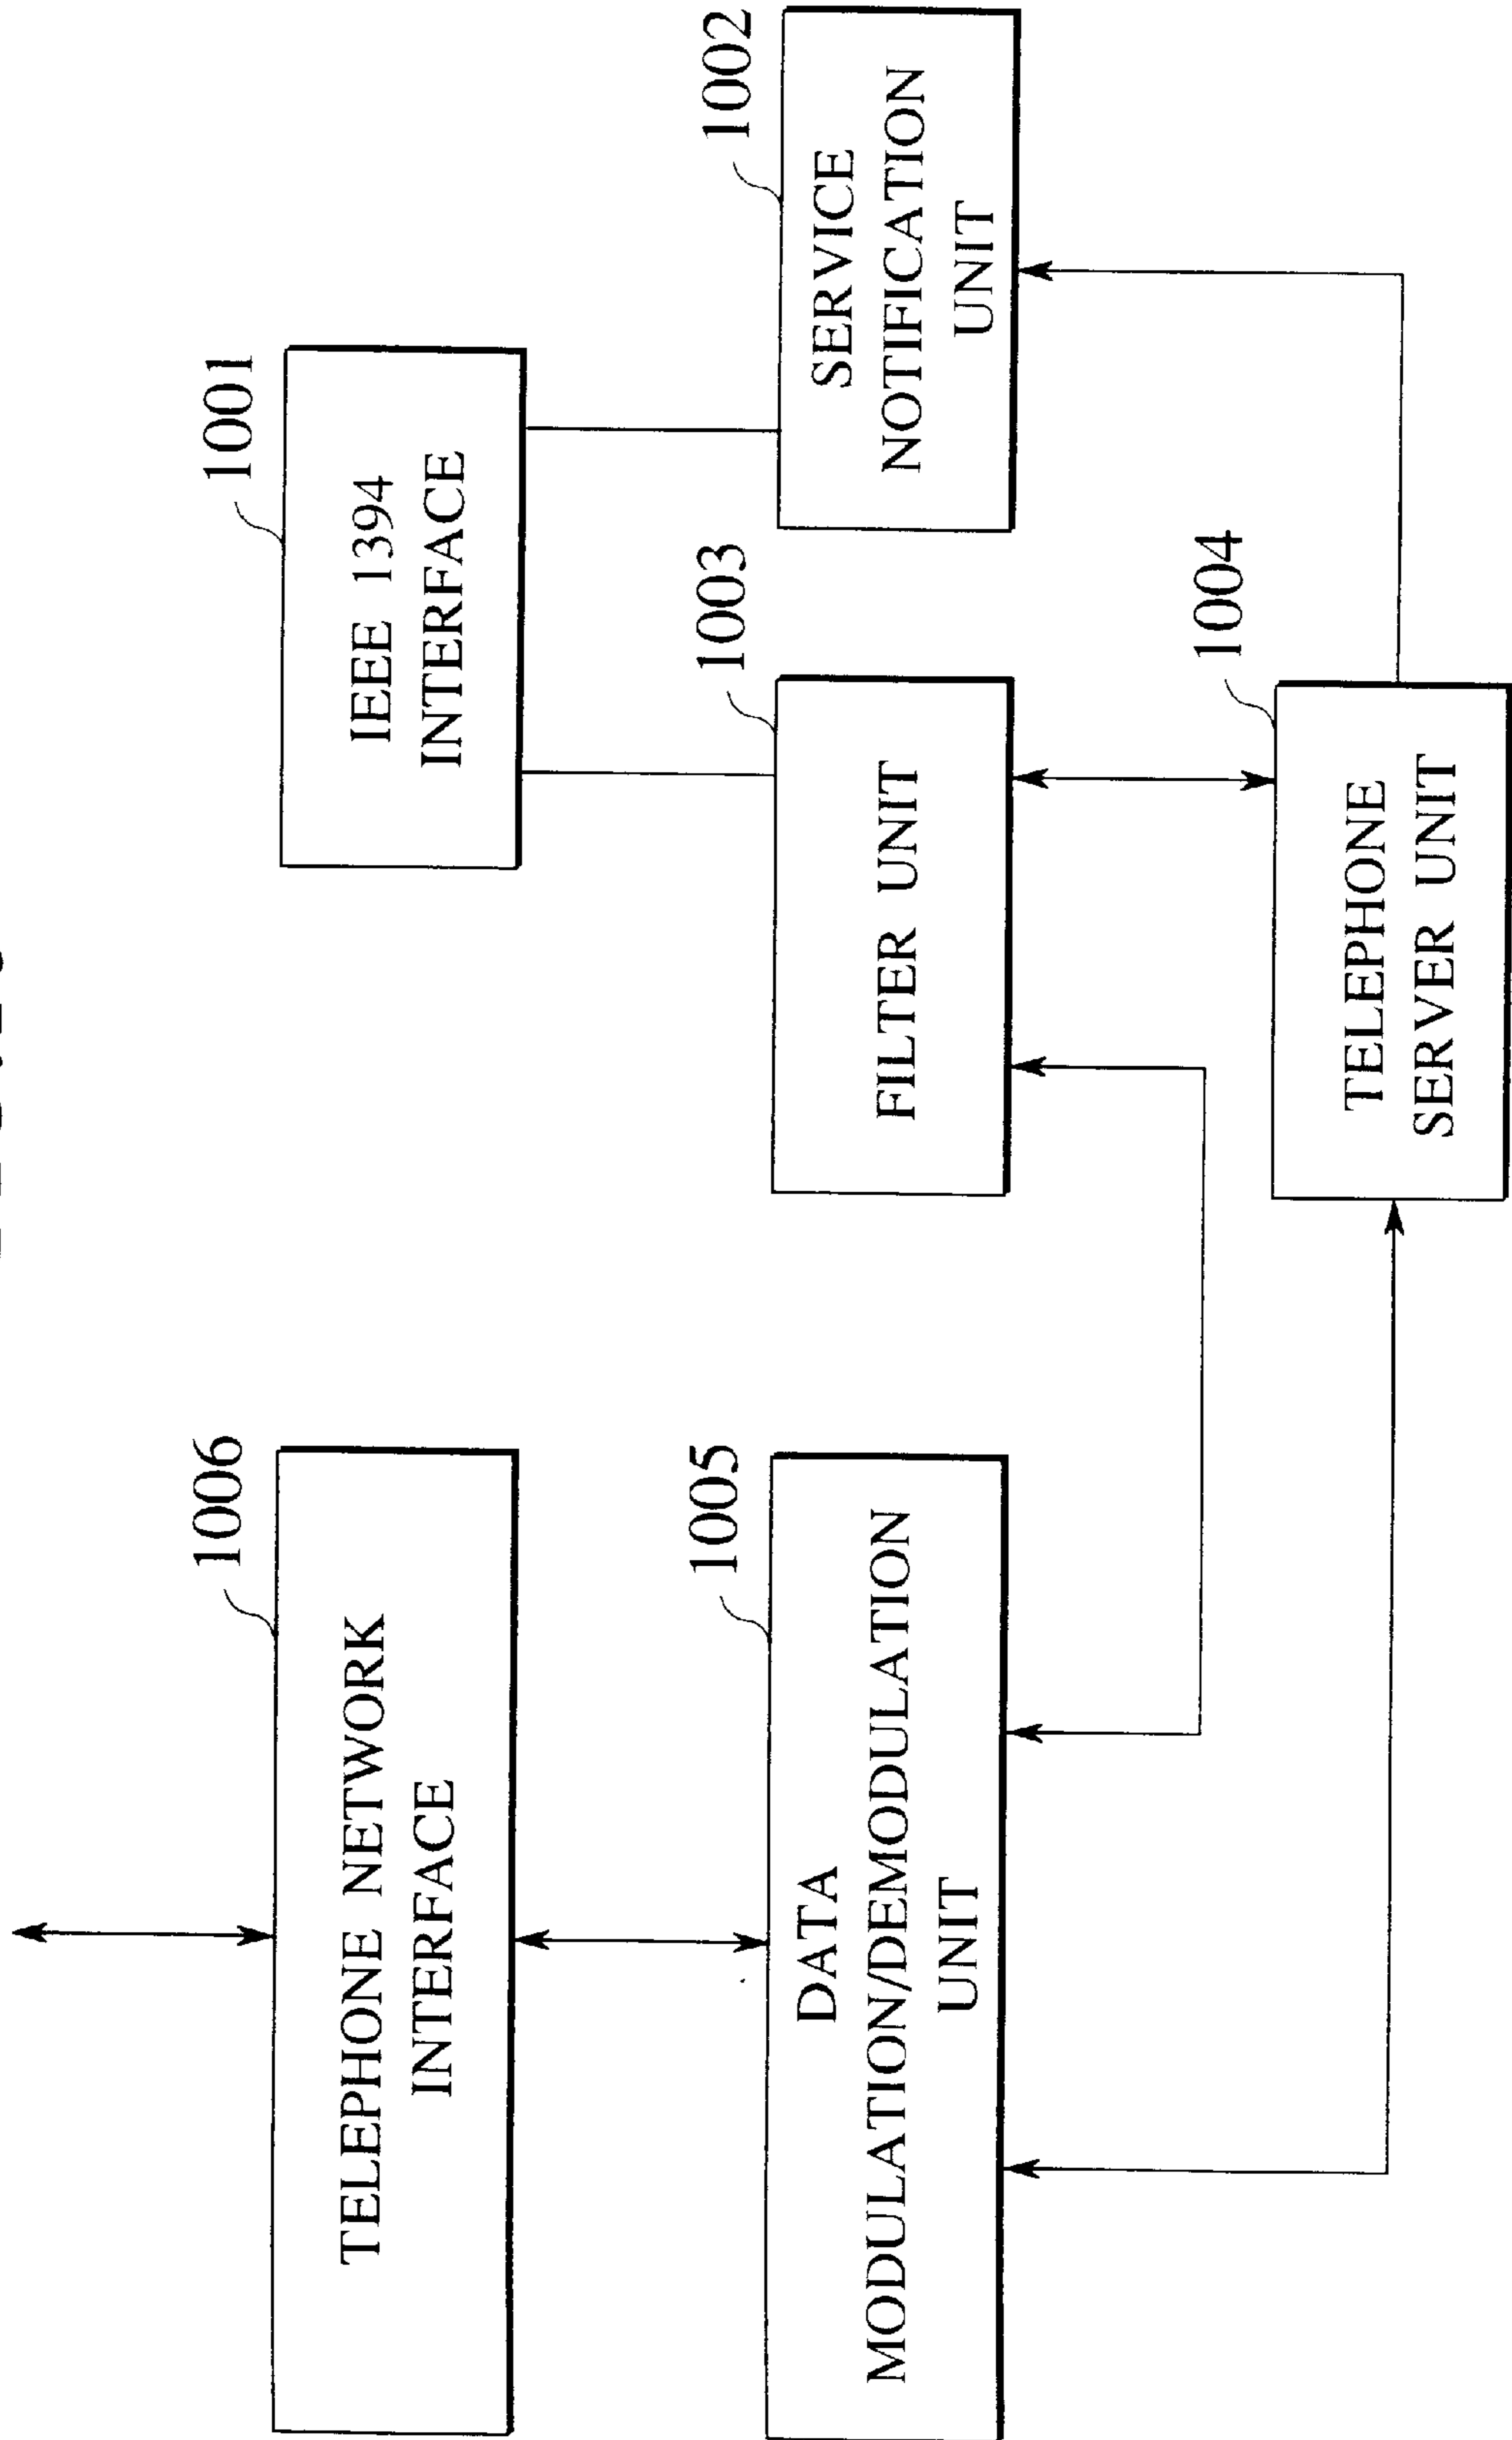 1006
TELEPHONE NETWORK
INTERFACE
1001
IEEE 1394
INTERFACE
1005
DATA
MODULATION/DEMODULATION
UNIT
1003
FILTER UNIT
1002
SERVICE
NOTIFICATION
UNIT
1004
TELEPHONE
SERVER UNIT